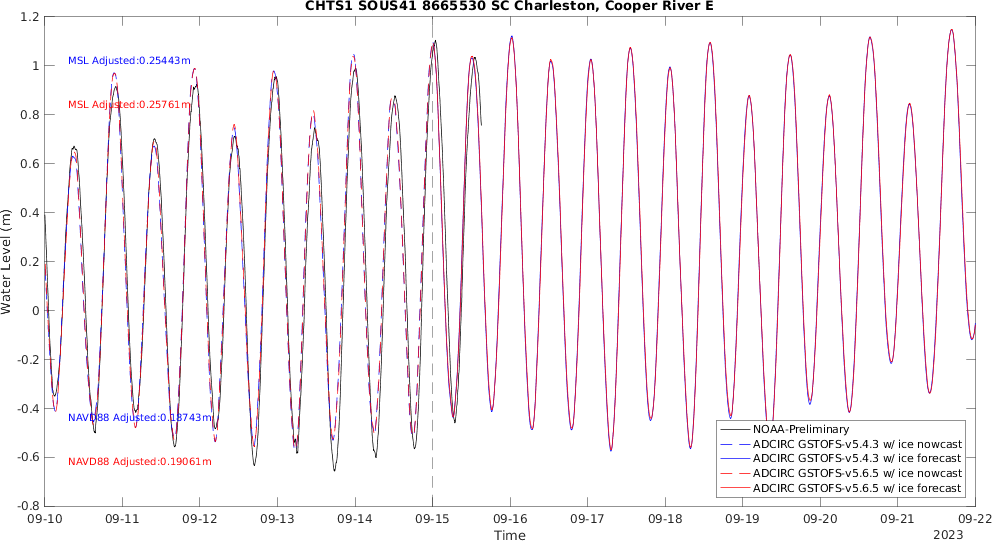 CHTS1 SOUS41 8665530 SC Charleston, Cooper River E
1.2
1
0.8
0.6
0.4
0.2
0
-0.2
-0.4
-0.6
-0.8
Water Level (m)
MSL Adjusted:0.25443m
MSL Adjusted:0.25761m
NAVD88 Adjusted:0.18743m
NAVD88 Adjusted:0.19061m
NOAA-Preliminary
ADCIRC GSTOFS-v5.4.3 w/ ice nowcast
ADCIRC GSTOFS-v5.4.3 w/ ice forecast
ADCIRC GSTOFS-v5.6.5 w/ ice nowcast
ADCIRC GSTOFS-v5.6.5 w/ ice forecast
09-10 09-11 09-12 09-13 09-14 09-15 09-16 09-17 09-18 09-19 09-20 09-21 09-22
Time
2023